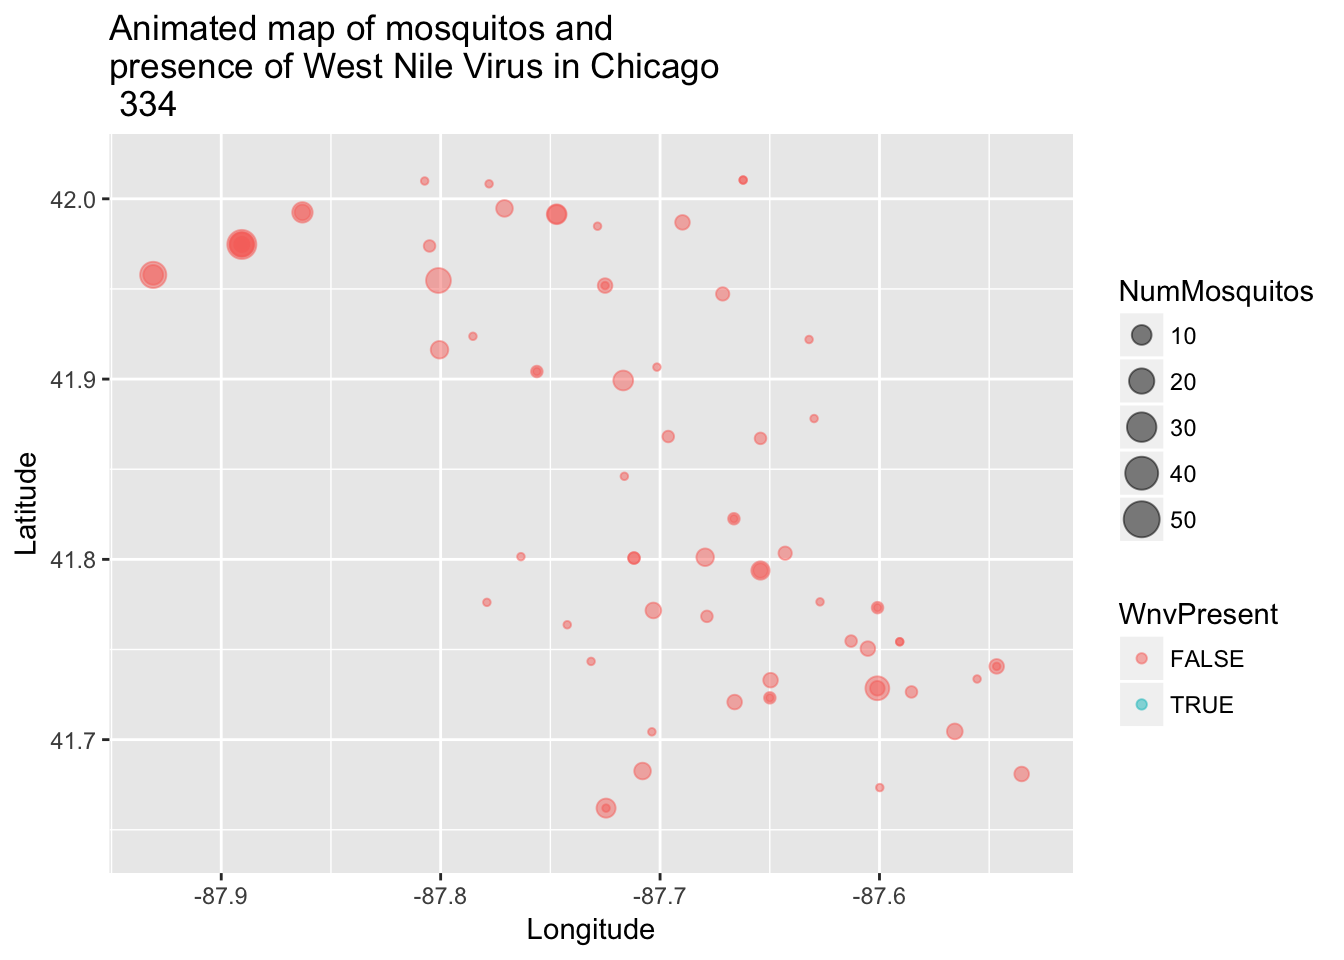 Animated map of mosquitos and
presence of West Nile Virus in Chicago
334
42.0
41.9
41.8
41.7
Latitude
-87.9
-87.8
-87.7
-87.6
Longitude
NumMosquitos
10
20
30
40
50
WnvPresent
FALSE
TRUE